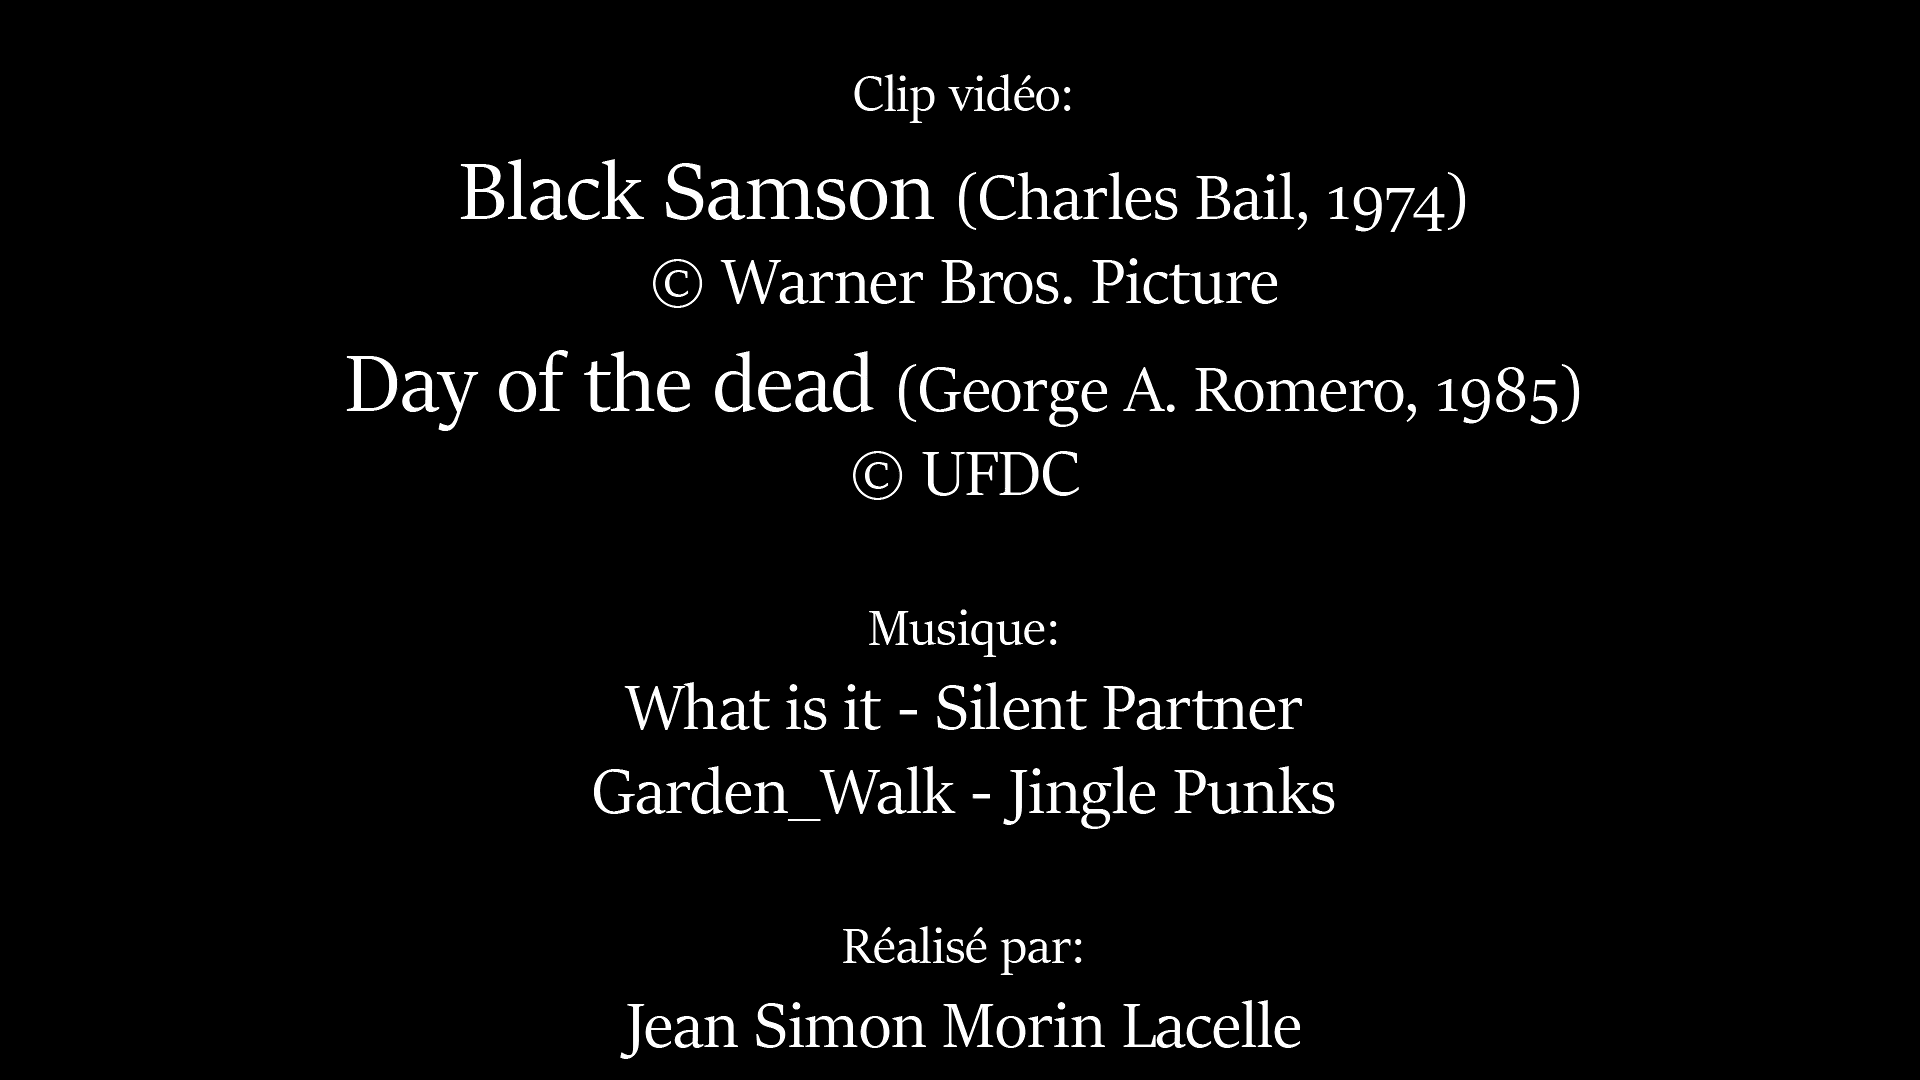 Clip vidéo:
Black Samson (Charles Bail, 1974)
© Warner Bros. Picture
Day of the dead (George A. Romero, 1985)
© UFDC
Musique:
What is it - Silent Partner
Garden_Walk - Jingle Punks
Réalisé par:
Jean Simon Morin Lacelle